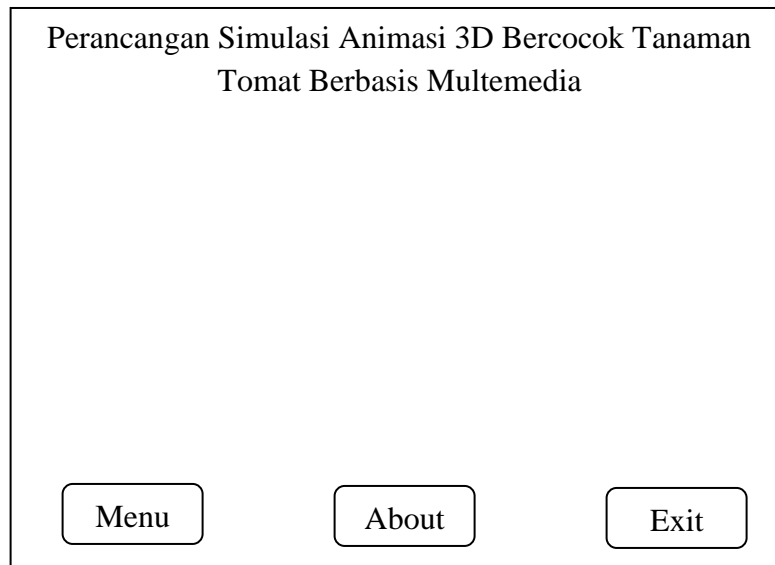 Perancangan Simulasi Animasi 3D Bercocok Tanaman
Tomat Berbasis Multemedia
Menu
About
Exit